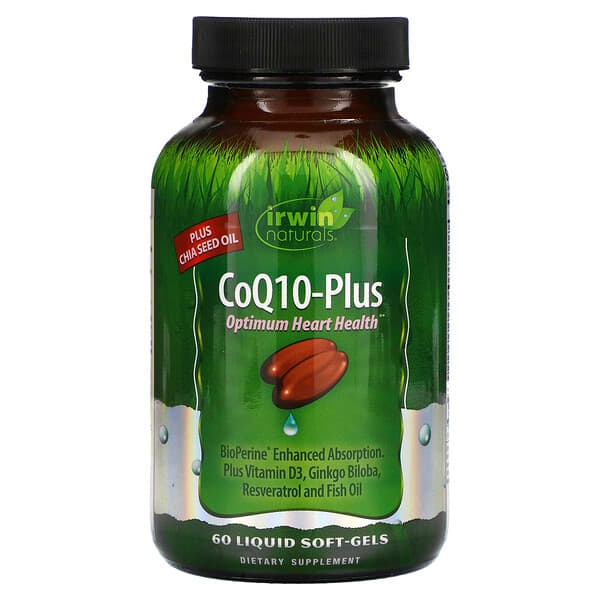 irwin
naturals®
PLUS
CHIA SEED OIL
CoQ10-Plus
Optimum Heart Health**
BioPerine® Enhanced Absorption.
Plus Vitamin D3, Ginkgo Biloba,
Resveratrol and Fish Oil
60 LIQUID SOFT-GELS
DIETARY SUPPLEMENT